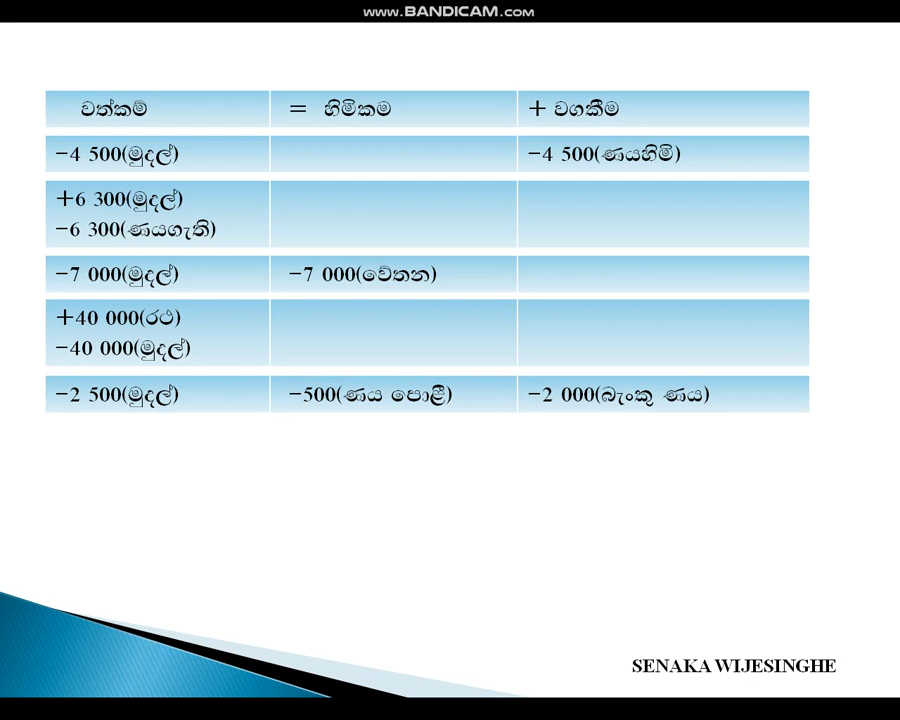 www.BANDICAM.com
වත්කම් = හිමිකම + වගකීම
−4 500(මුදල්) −4 500(ණයහිමි)
+6 300(මුදල්)
−6 300(ණයගැති)
−7 000(මුදල්) −7 000(වේතන)
+40 000(රථ)
−40 000(මුදල්)
−2 500(මුදල්) −500(ණය පොළී) −2 000(බැංකු ණය)
SENAKA WIJESINGHE